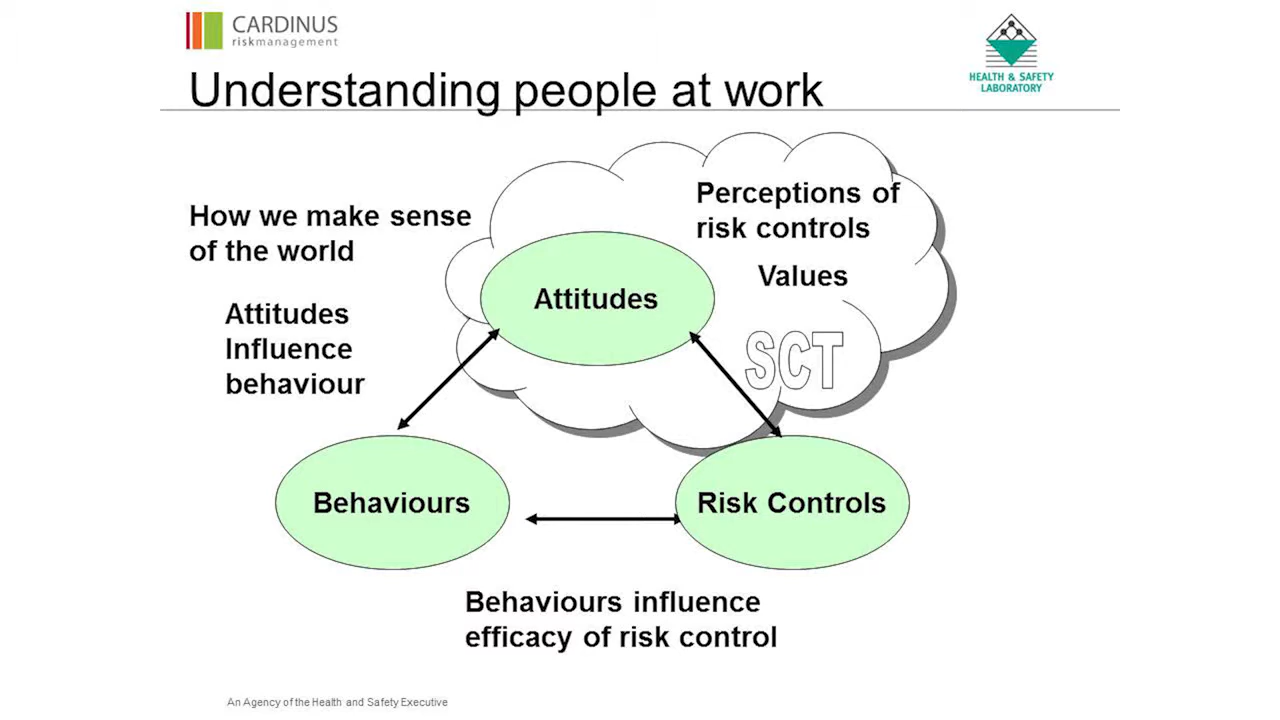 CARDINUS
riskmanagement
HEALTH & SAFETY
LABORATORY
Understanding people at work
How we make sense
of the world
Perceptions of
risk controls
Values
Attitudes
Attitudes
Influence
behaviour
SCT
Behaviours
Risk Controls
Behaviours influence
efficacy of risk control
An Agency of the Health and Safety Executive